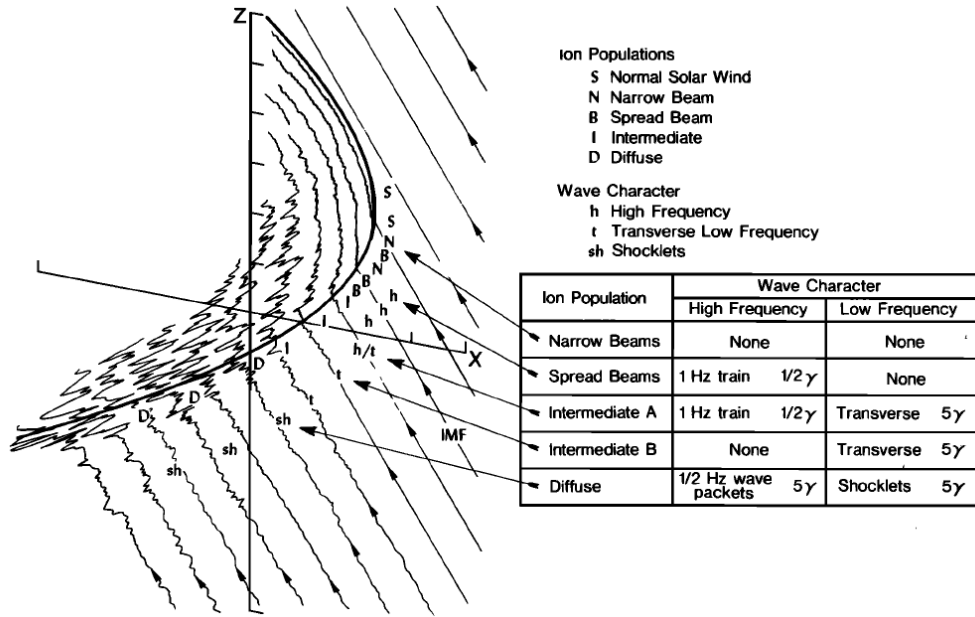 Z
X
IMF
S
S
N
B
N
B
B
I
I
I
D
D
D
h
h
h
h/t
t
t
sh
sh
sh
Ion Populations
S Normal Solar Wind
N Narrow Beam
B Spread Beam
I Intermediate
D Diffuse
Wave Character
h High Frequency
t Transverse Low Frequency
sh Shocklets
Ion Population
Wave Character
High Frequency
Low Frequency
Narrow Beams
None
None
Spread Beams
1 Hz train 1/2 γ
None
Intermediate A
1 Hz train 1/2 γ
Transverse 5γ
Intermediate B
None
Transverse 5γ
Diffuse
1/2 Hz wave
packets 5γ
Shocklets 5γ